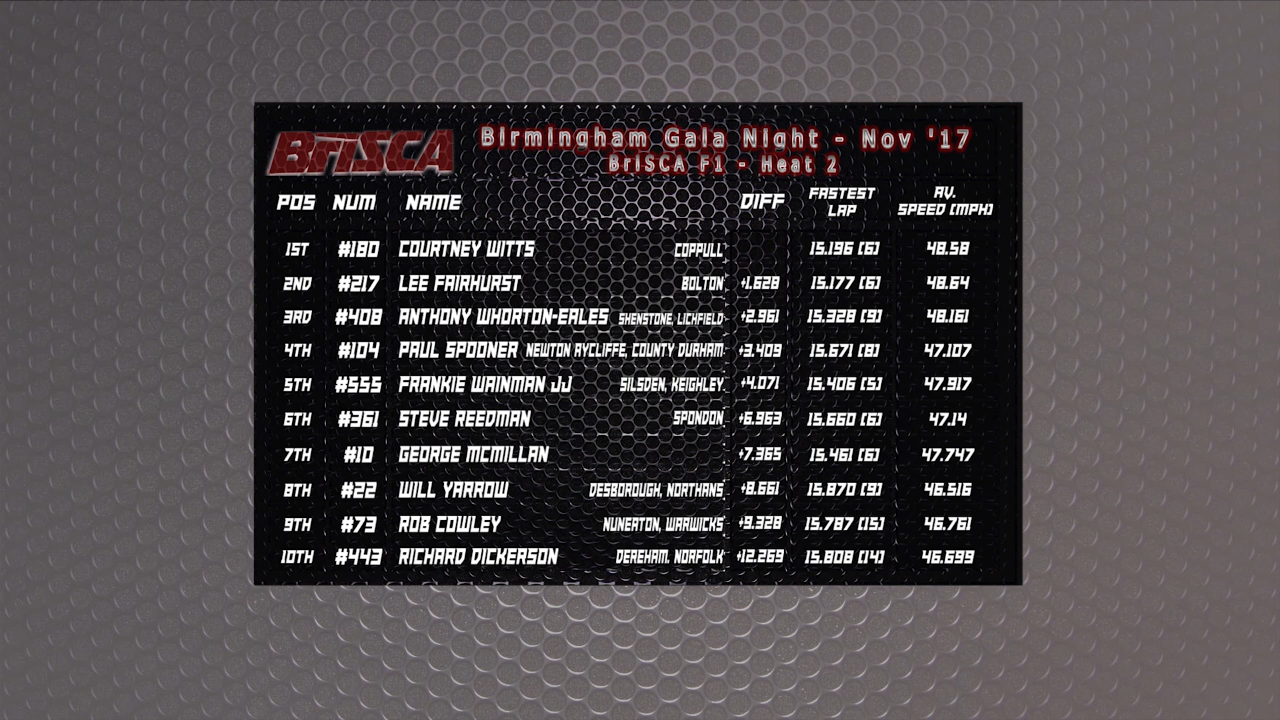 BriSCA
Birmingham Gala Night - Nov '17
BriSCA F1 - Heat 2
POS NUM NAME DIFF FASTEST LAP AV. SPEED (MPH)
1ST #180 COURTNEY WITTS COPPULL 15.196 (6) 48.58
2ND #217 LEE FAIRHURST BOLTON +1.628 15.177 (6) 48.64
3RD #408 ANTHONY WHORTON-EALES SHENSTONE, LICHFIELD +2.961 15.328 (9) 48.161
4TH #104 PAUL SPOONER NEWTON AYCLIFFE, COUNTY DURHAM +3.409 15.671 (8) 47.107
5TH #555 FRANKIE WAINMAN JJ SILSDEN, KEIGHLEY +4.071 15.406 (5) 47.917
6TH #361 STEVE REEDMAN SPONDON +6.963 15.660 (6) 47.14
7TH #10 GEORGE MCMILLAN +7.365 15.461 (6) 47.747
8TH #22 WILL YARROW DESBOROUGH, NORTHANS +8.661 15.870 (9) 46.516
9TH #73 ROB COWLEY NUNEATON, WARWICKS +9.328 15.787 (15) 46.761
10TH #443 RICHARD DICKERSON DEREHAM, NORFOLK +12.269 15.808 (14) 46.699